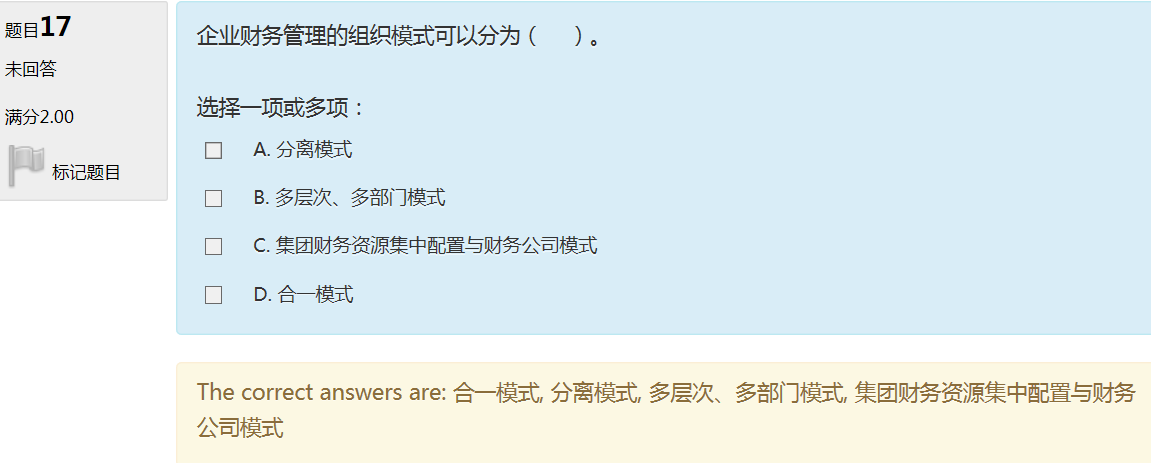 题目17
未回答
满分2.00
标记题目
企业财务管理的组织模式可以分为（　　）。
选择一项或多项：
A. 分离模式
B. 多层次、多部门模式
C. 集团财务资源集中配置与财务公司模式
D. 合一模式
The correct answers are: 合一模式, 分离模式, 多层次、多部门模式, 集团财务资源集中配置与财务
公司模式